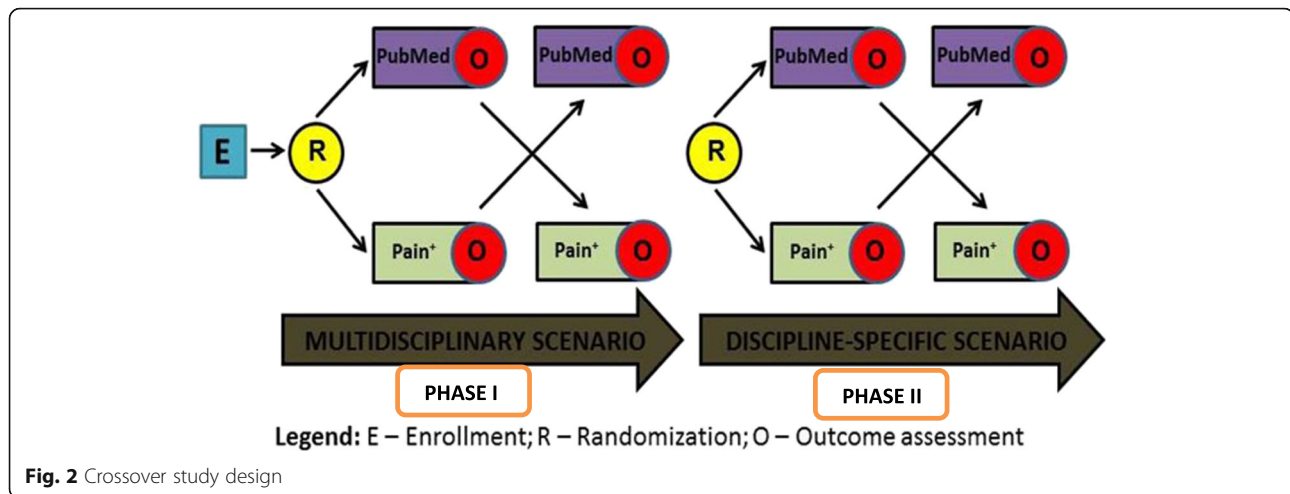 PubMed O PubMed O PubMed O PubMed O
E R R
Pain⁺ O Pain⁺ O Pain⁺ O Pain⁺ O
MULTIDISCIPLINARY SCENARIO DISCIPLINE-SPECIFIC SCENARIO
PHASE I PHASE II
Legend: E – Enrollment; R – Randomization; O – Outcome assessment
Fig. 2 Crossover study design